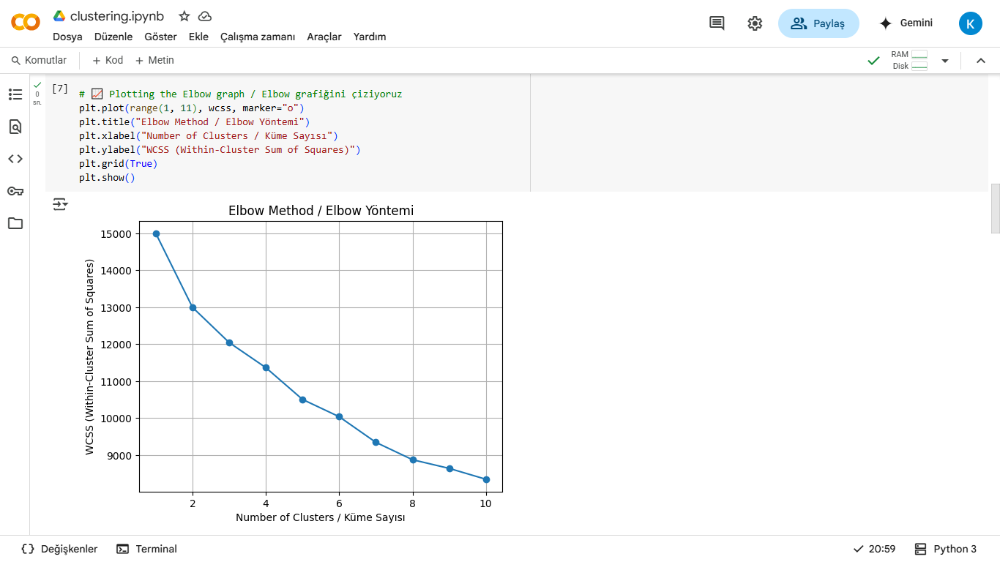 clustering.ipynb
Dosya Düzenle Göster Ekle Çalışma zamanı Araçlar Yardım
Paylaş
Gemini
K
Komutlar + Kod + Metin
RAM
Disk
[7]
0
sn.
# 📈 Plotting the Elbow graph / Elbow grafiğini çiziyoruz
plt.plot(range(1, 11), wcss, marker="o")
plt.title("Elbow Method / Elbow Yöntemi")
plt.xlabel("Number of Clusters / Küme Sayısı")
plt.ylabel("WCSS (Within-Cluster Sum of Squares)")
plt.grid(True)
plt.show()
Elbow Method / Elbow Yöntemi
WCSS (Within-Cluster Sum of Squares)
15000
14000
13000
12000
11000
10000
9000
2 4 6 8 10
Number of Clusters / Küme Sayısı
Değişkenler Terminal
20:59 Python 3